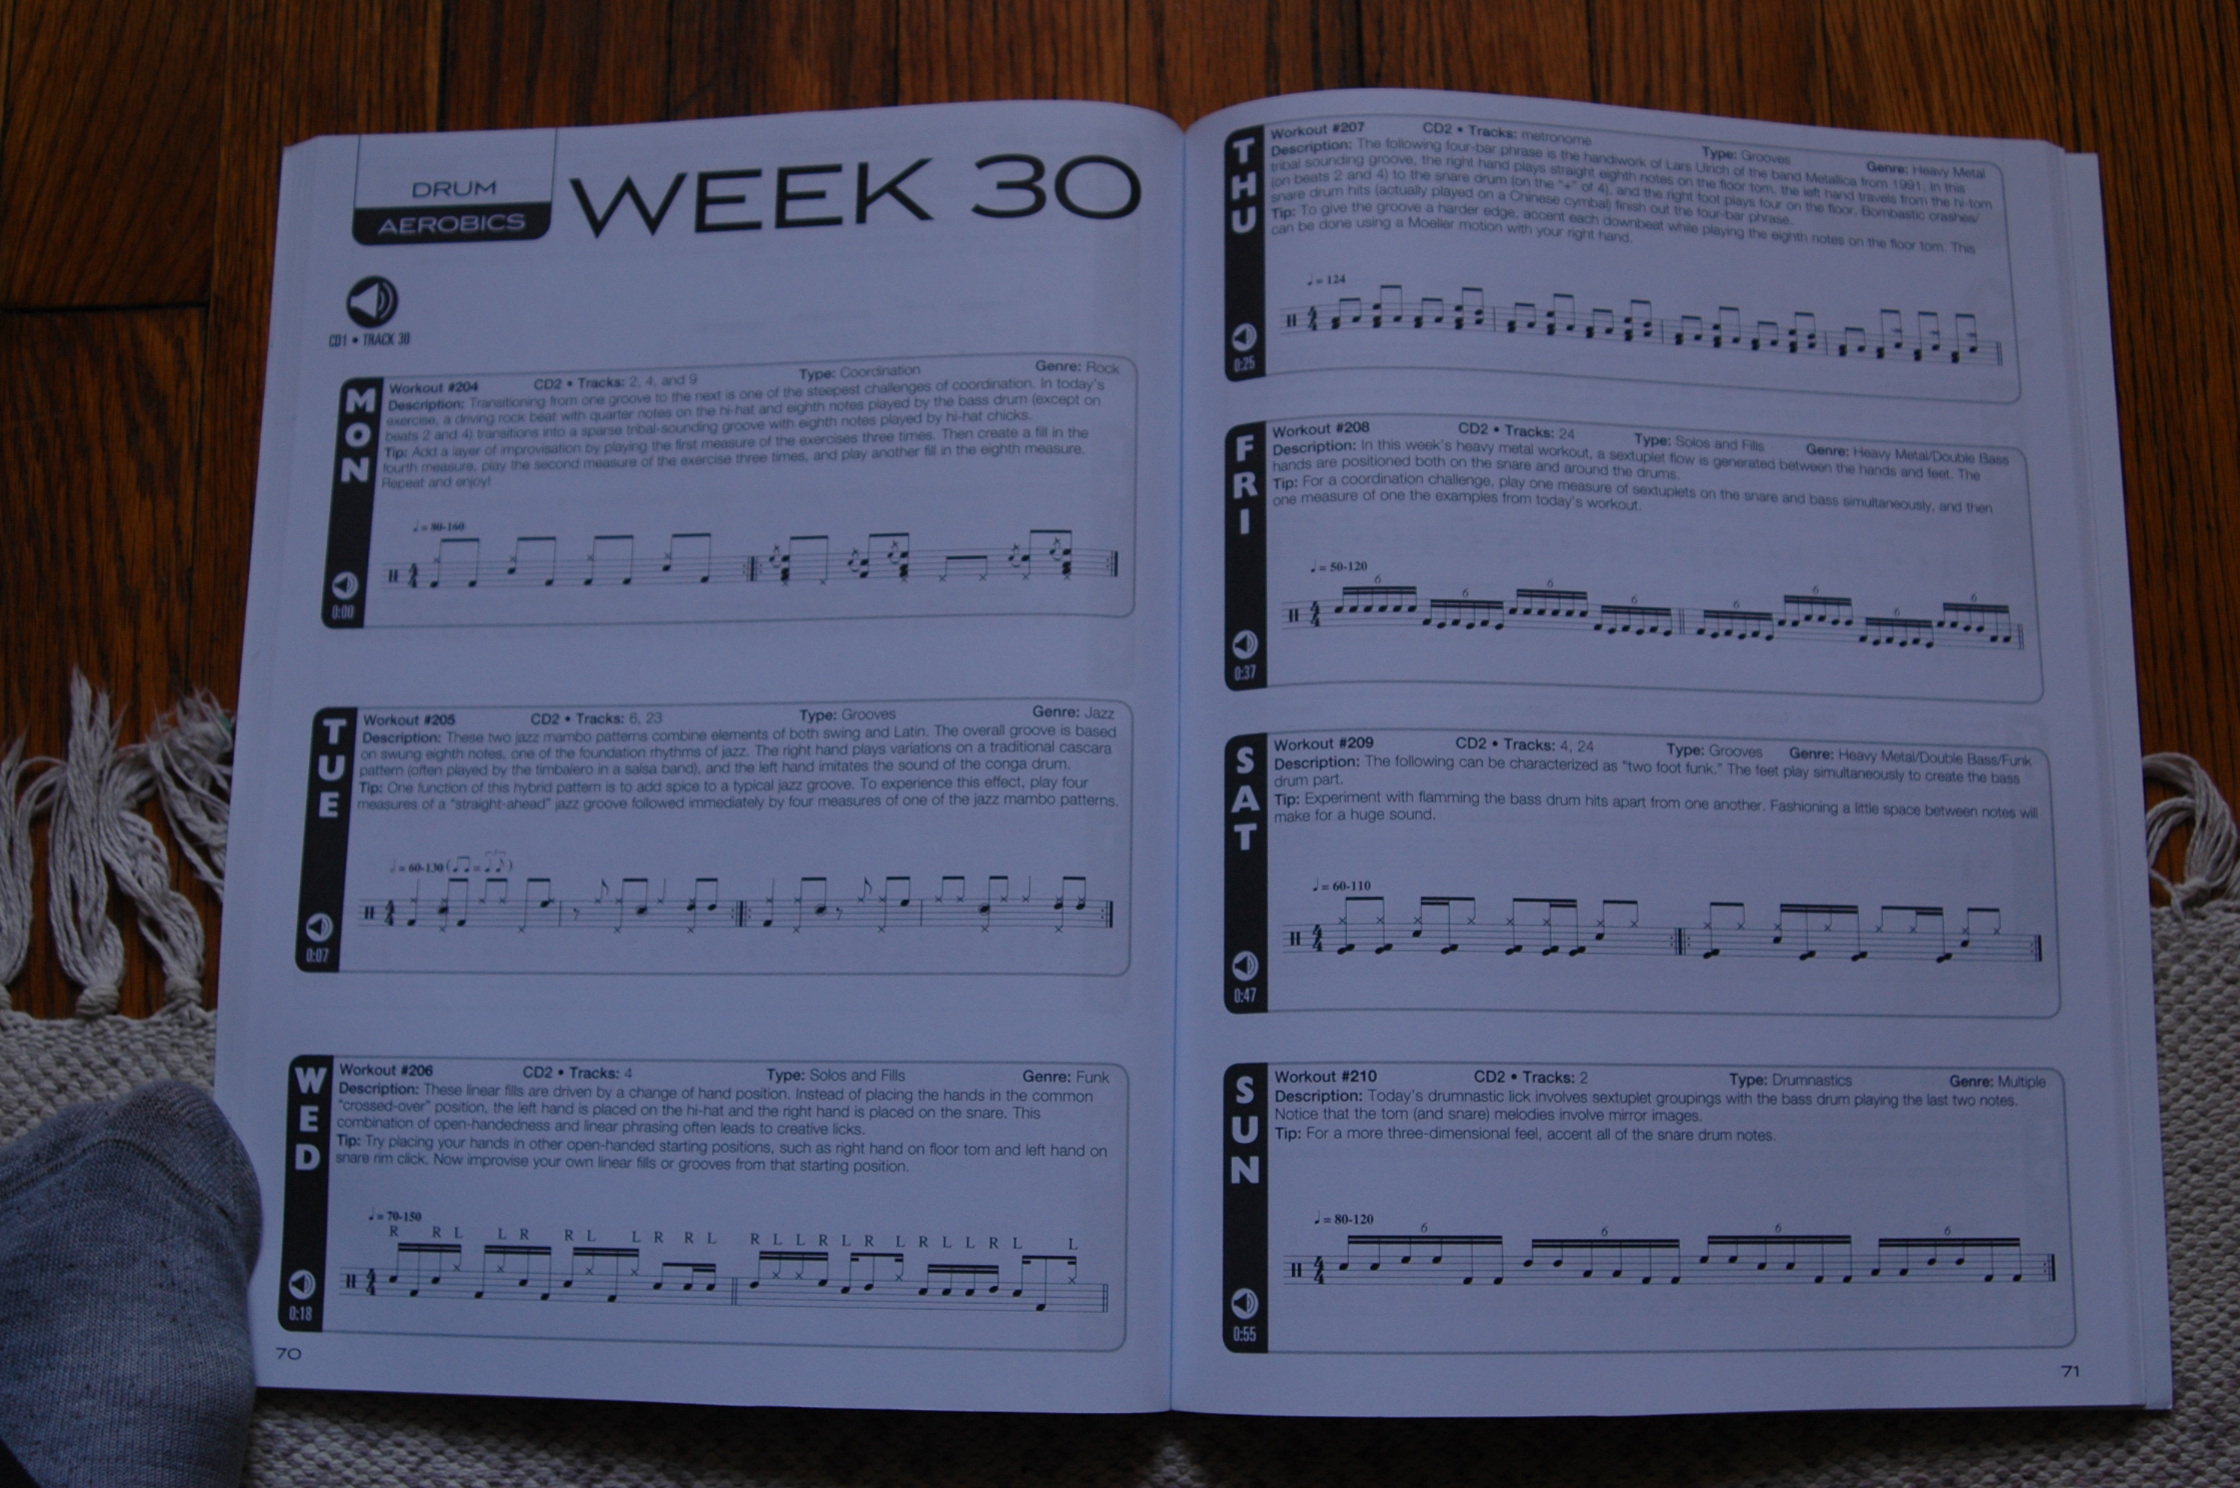 DRUM
AEROBICS
WEEK 30
CD1 • TRACK 30
MON
0:00
Workout #204 CD2 • Tracks: 2, 4, and 9 Type: Coordination Genre: Rock
Description: Transitioning from one groove to the next is one of the steepest challenges of coordination. In today's
exercise, a driving rock beat with quarter notes on the hi-hat and eighth notes played by the bass drum (except on
beats 2 and 4) transitions into a sparse tribal-sounding groove with eighth notes played by hi-hat chicks.
Tip: Add a layer of improvisation by playing the first measure of the exercises three times. Then create a fill in the
fourth measure, play the second measure of the exercise three times, and play another fill in the eighth measure.
Repeat and enjoy!
♩ = 80-160
TUE
0:07
Workout #205 CD2 • Tracks: 6, 23 Type: Grooves Genre: Jazz
Description: These two jazz mambo patterns combine elements of both swing and Latin. The overall groove is based
on swung eighth notes, one of the foundation rhythms of jazz. The right hand plays variations on a traditional cascara
pattern (often played by the timbalero in a salsa band), and the left hand imitates the sound of the conga drum.
Tip: One function of this hybrid pattern is to add spice to a typical jazz groove. To experience this effect, play four
measures of a "straight-ahead" jazz groove followed immediately by four measures of one of the jazz mambo patterns.
♩ = 60-130
WED
0:18
Workout #206 CD2 • Tracks: 4 Type: Solos and Fills Genre: Funk
Description: These linear fills are driven by a change of hand position. Instead of placing the hands in the common
"crossed-over" position, the left hand is placed on the hi-hat and the right hand is placed on the snare. This
combination of open-handedness and linear phrasing often leads to creative licks.
Tip: Try placing your hands in other open-handed starting positions, such as right hand on floor tom and left hand on
snare rim click. Now improvise your own linear fills or grooves from that starting position.
♩ = 70-150
R R L L R R L L R R L R L L R L R L R L L R L L
70
THU
0:25
Workout #207 CD2 • Tracks: metronome Type: Grooves Genre: Heavy Metal
Description: The following four-bar phrase is the handiwork of Lars Ulrich of the band Metallica from 1991. In this
tribal sounding groove, the right hand plays straight eighth notes on the floor tom, the left hand travels from the hi-tom
(on beats 2 and 4) to the snare drum (on the "+" of 4), and the right foot plays four on the floor. Bombastic crashes/
snare drum hits (actually played on a Chinese cymbal) finish out the four-bar phrase.
Tip: To give the groove a harder edge, accent each downbeat while playing the eighth notes on the floor tom. This
can be done using a Moeller motion with your right hand.
♩ = 124
FRI
0:37
Workout #208 CD2 • Tracks: 24 Type: Solos and Fills Genre: Heavy Metal/Double Bass
Description: In this week's heavy metal workout, a sextuplet flow is generated between the hands and feet. The
hands are positioned both on the snare and around the drums.
Tip: For a coordination challenge, play one measure of sextuplets on the snare and bass simultaneously, and then
one measure of one the examples from today's workout.
♩ = 50-120
6 6 6 6 6 6 6 6
SAT
0:47
Workout #209 CD2 • Tracks: 4, 24 Type: Grooves Genre: Heavy Metal/Double Bass/Funk
Description: The following can be characterized as "two foot funk." The feet play simultaneously to create the bass
drum part.
Tip: Experiment with flamming the bass drum hits apart from one another. Fashioning a little space between notes will
make for a huge sound.
♩ = 60-110
SUN
0:55
Workout #210 CD2 • Tracks: 2 Type: Drumnastics Genre: Multiple
Description: Today's drumnastic lick involves sextuplet groupings with the bass drum playing the last two notes.
Notice that the tom (and snare) melodies involve mirror images.
Tip: For a more three-dimensional feel, accent all of the snare drum notes.
♩ = 80-120
6 6 6 6
71